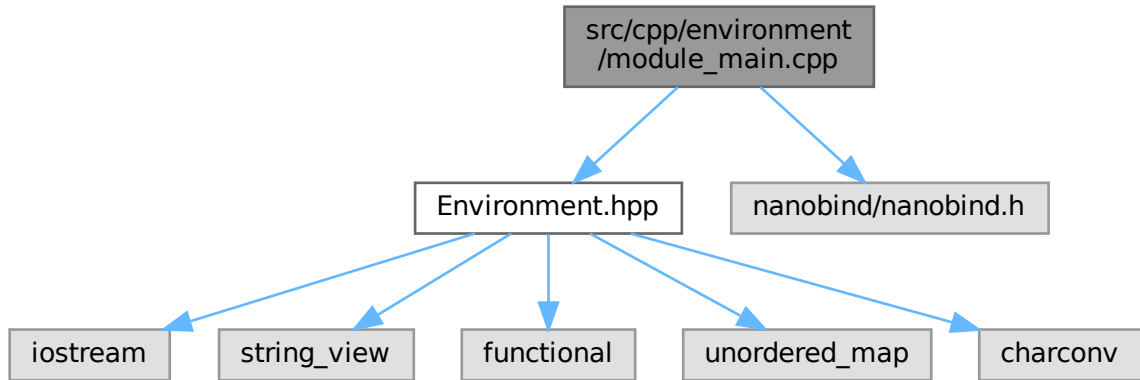 src/cpp/environment
/module_main.cpp
Environment.hpp
nanobind/nanobind.h
iostream
string_view
functional
unordered_map
charconv